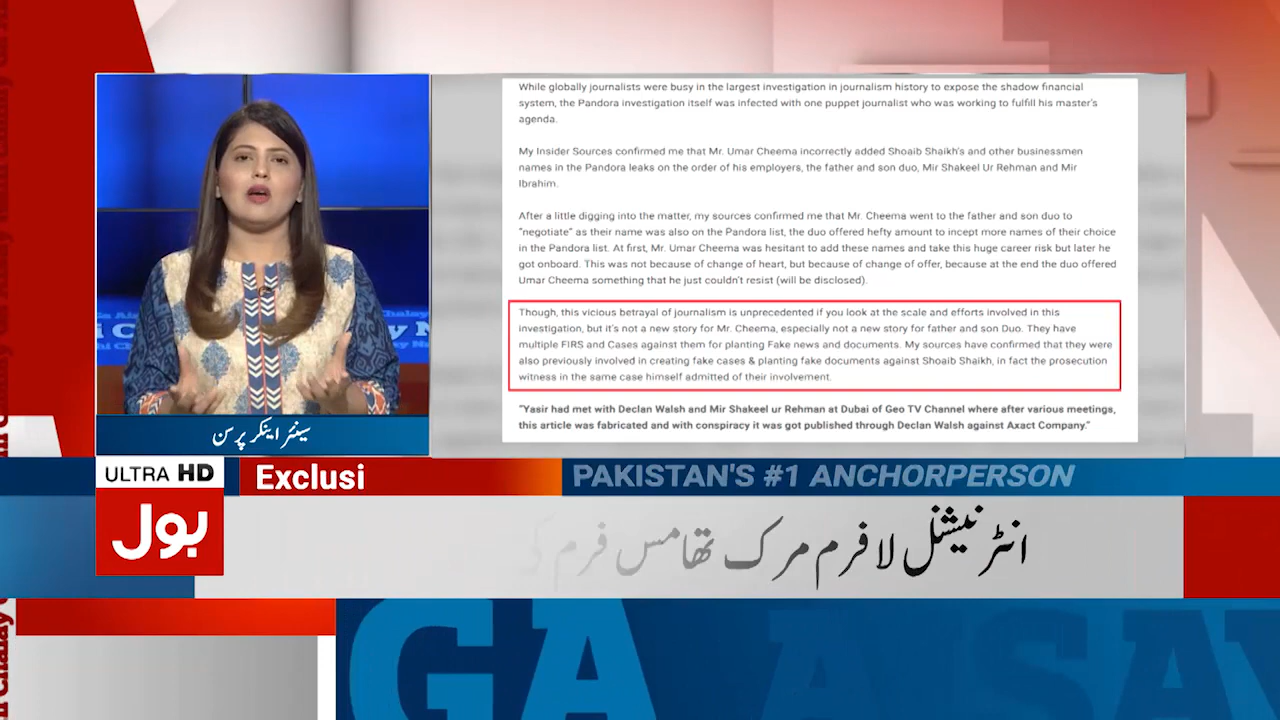 While globally journalists were busy in the largest investigation in journalism history to expose the shadow financial
system, the Pandora investigation itself was infected with one puppet journalist who was working to fulfill his master's
agenda.
My Insider Sources confirmed me that Mr. Umar Cheema incorrectly added Shoaib Shaikh's and other businessmen
names in the Pandora leaks on the order of his employers, the father and son duo, Mir Shakeel Ur Rehman and Mir
Ibrahim.
After a little digging into the matter, my sources confirmed me that Mr. Cheema went to the father and son duo to
"negotiate" as their name was also on the Pandora list, the duo offered hefty amount to incept more names of their choice
in the Pandora list. At first, Mr. Umar Cheema was hesitant to add these names and take this huge career risk but later he
got onboard. This was not because of change of heart, but because of change of offer, because at the end the duo offered
Umar Cheema something that he just couldn't resist (will be disclosed).
Though, this vicious betrayal of journalism is unprecedented if you look at the scale and efforts involved in this
investigation, but it's not a new story for Mr. Cheema, especially not a new story for father and son Duo. They have
multiple FIRS and Cases against them for planting Fake news and documents. My sources have confirmed that they were
also previously involved in creating fake cases & planting fake documents against Shoaib Shaikh, in fact the prosecution
witness in the same case himself admitted of their involvement.
"Yasir had met with Declan Walsh and Mir Shakeel ur Rehman at Dubai of Geo TV Channel where after various meetings,
this article was fabricated and with conspiracy it was got published through Declan Walsh against Axact Company."
سینئر اینکر پرسن
ULTRA HD
Exclusi
PAKISTAN'S #1 ANCHORPERSON
بول
انٹرنیشنل لا فرم مرک تھامس فرم کی
GA AISAY